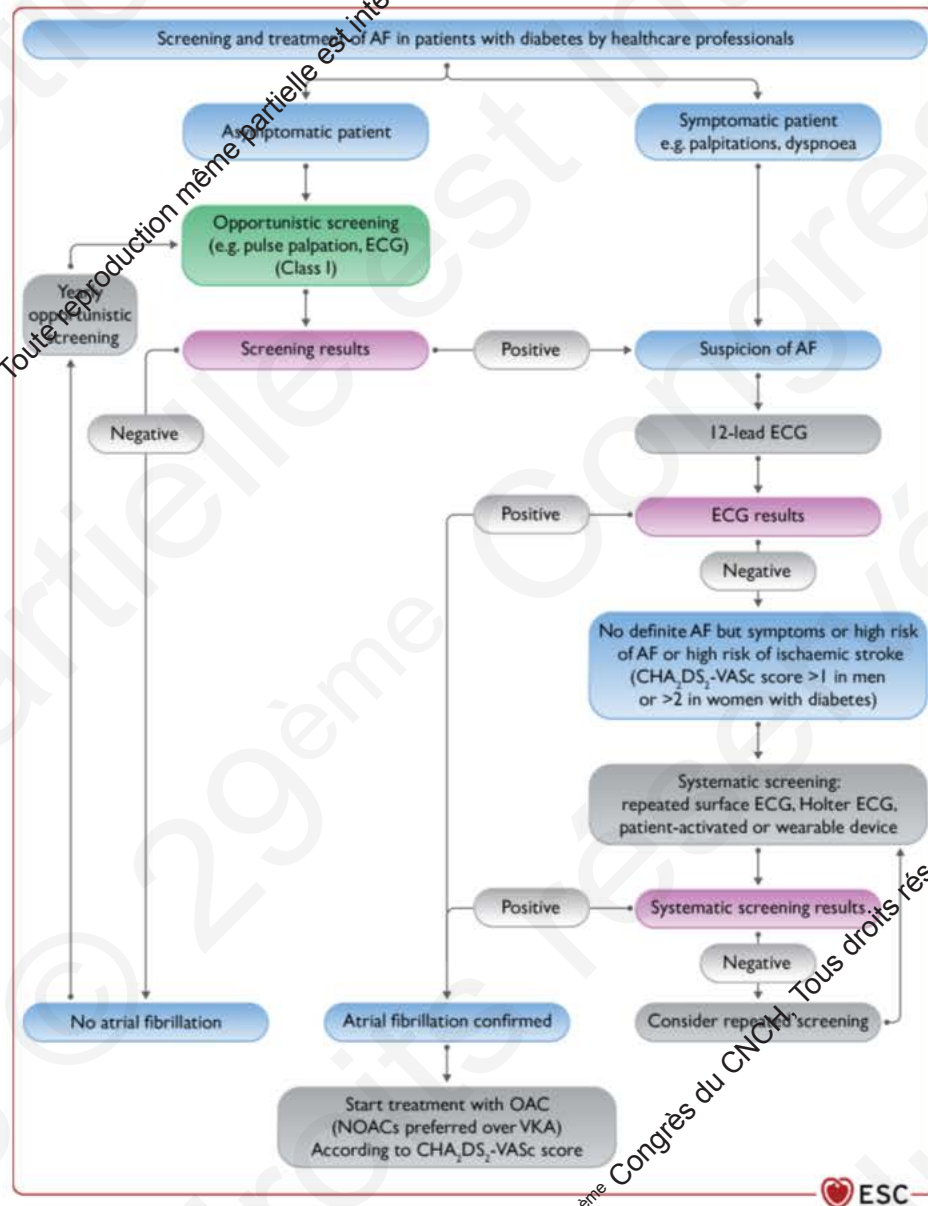 Screening and treatment of AF in patients with diabetes by healthcare professionals
Asymptomatic patient
Symptomatic patient
e.g. palpitations, dyspnoea
Opportunistic screening
(e.g. pulse palpation, ECG)
(Class I)
Yearly
opportunistic
screening
Screening results
Positive
Suspicion of AF
Negative
12-lead ECG
Positive
ECG results
Negative
No definite AF but symptoms or high risk
of AF or high risk of ischaemic stroke
(CHA₂DS₂-VASc score >1 in men
or >2 in women with diabetes)
Systematic screening:
repeated surface ECG, Holter ECG,
patient-activated or wearable device
Positive
Systematic screening results
Negative
No atrial fibrillation
Atrial fibrillation confirmed
Consider repeated screening
Start treatment with OAC
(NOACs preferred over VKA)
According to CHA₂DS₂-VASc score
ESC
Toute reproduction même partielle est
ème Congrès du CNCH, Tous droits
© 29ème Congrès